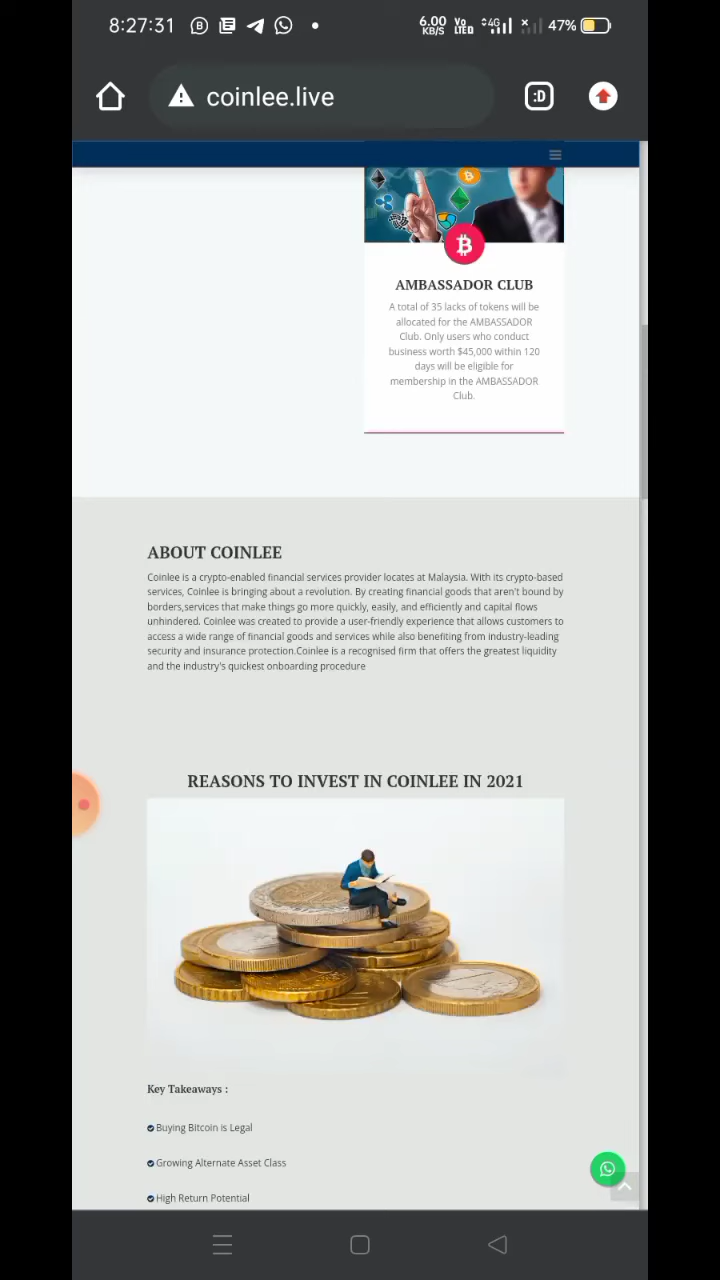 8:27:31
6.00 KB/S
VoLTED
4G
47%
coinlee.live
:D
AMBASSADOR CLUB
A total of 35 lacks of tokens will be
allocated for the AMBASSADOR
Club. Only users who conduct
business worth $45,000 within 120
days will be eligible for
membership in the AMBASSADOR
Club.
ABOUT COINLEE
Coinlee is a crypto-enabled financial services provider locates at Malaysia. With its crypto-based
services, Coinlee is bringing about a revolution. By creating financial goods that aren't bound by
borders,services that make things go more quickly, easily, and efficiently and capital flows
unhindered. Coinlee was created to provide a user-friendly experience that allows customers to
access a wide range of financial goods and services while also benefiting from industry-leading
security and insurance protection.Coinlee is a recognised firm that offers the greatest liquidity
and the industry's quickest onboarding procedure
REASONS TO INVEST IN COINLEE IN 2021
Key Takeaways :
Buying Bitcoin is Legal
Growing Alternate Asset Class
High Return Potential